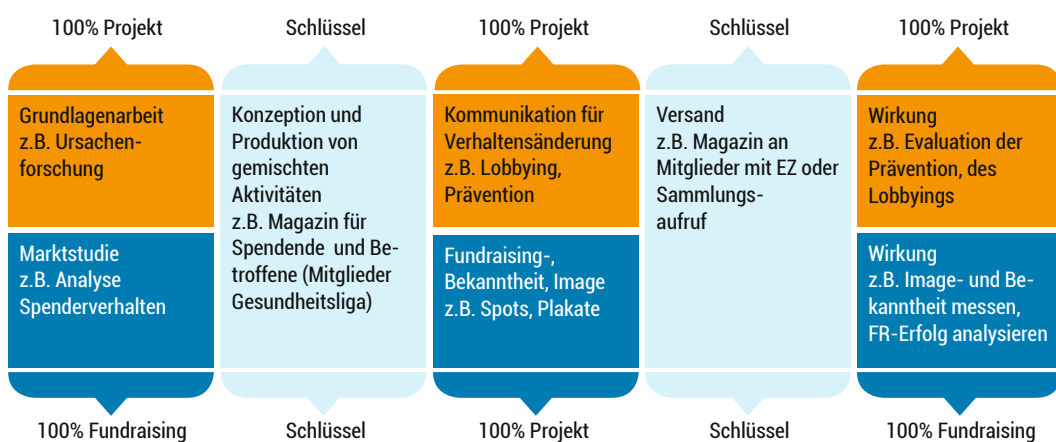 100% Projekt
Schlüssel
100% Projekt
Schlüssel
100% Projekt
Grundlagenarbeit
z.B. Ursachen-
forschung
Marktstudie
z.B. Analyse
Spenderverhalten
Konzeption und
Produktion von
gemischten
Aktivitäten
z.B. Magazin für
Spendende und Be-
troffene (Mitglieder
Gesundheitsliga)
Kommunikation für
Verhaltensänderung
z.B. Lobbying,
Prävention
Fundraising-,
Bekanntheit, Image
z.B. Spots, Plakate
Versand
z.B. Magazin an
Mitglieder mit EZ oder
Sammlungs-
aufruf
Wirkung
z.B. Evaluation der
Prävention, des
Lobbyings
Wirkung
z.B. Image- und Be-
kanntheit messen,
FR-Erfolg analysieren
100% Fundraising
Schlüssel
100% Projekt
Schlüssel
100% Fundraising